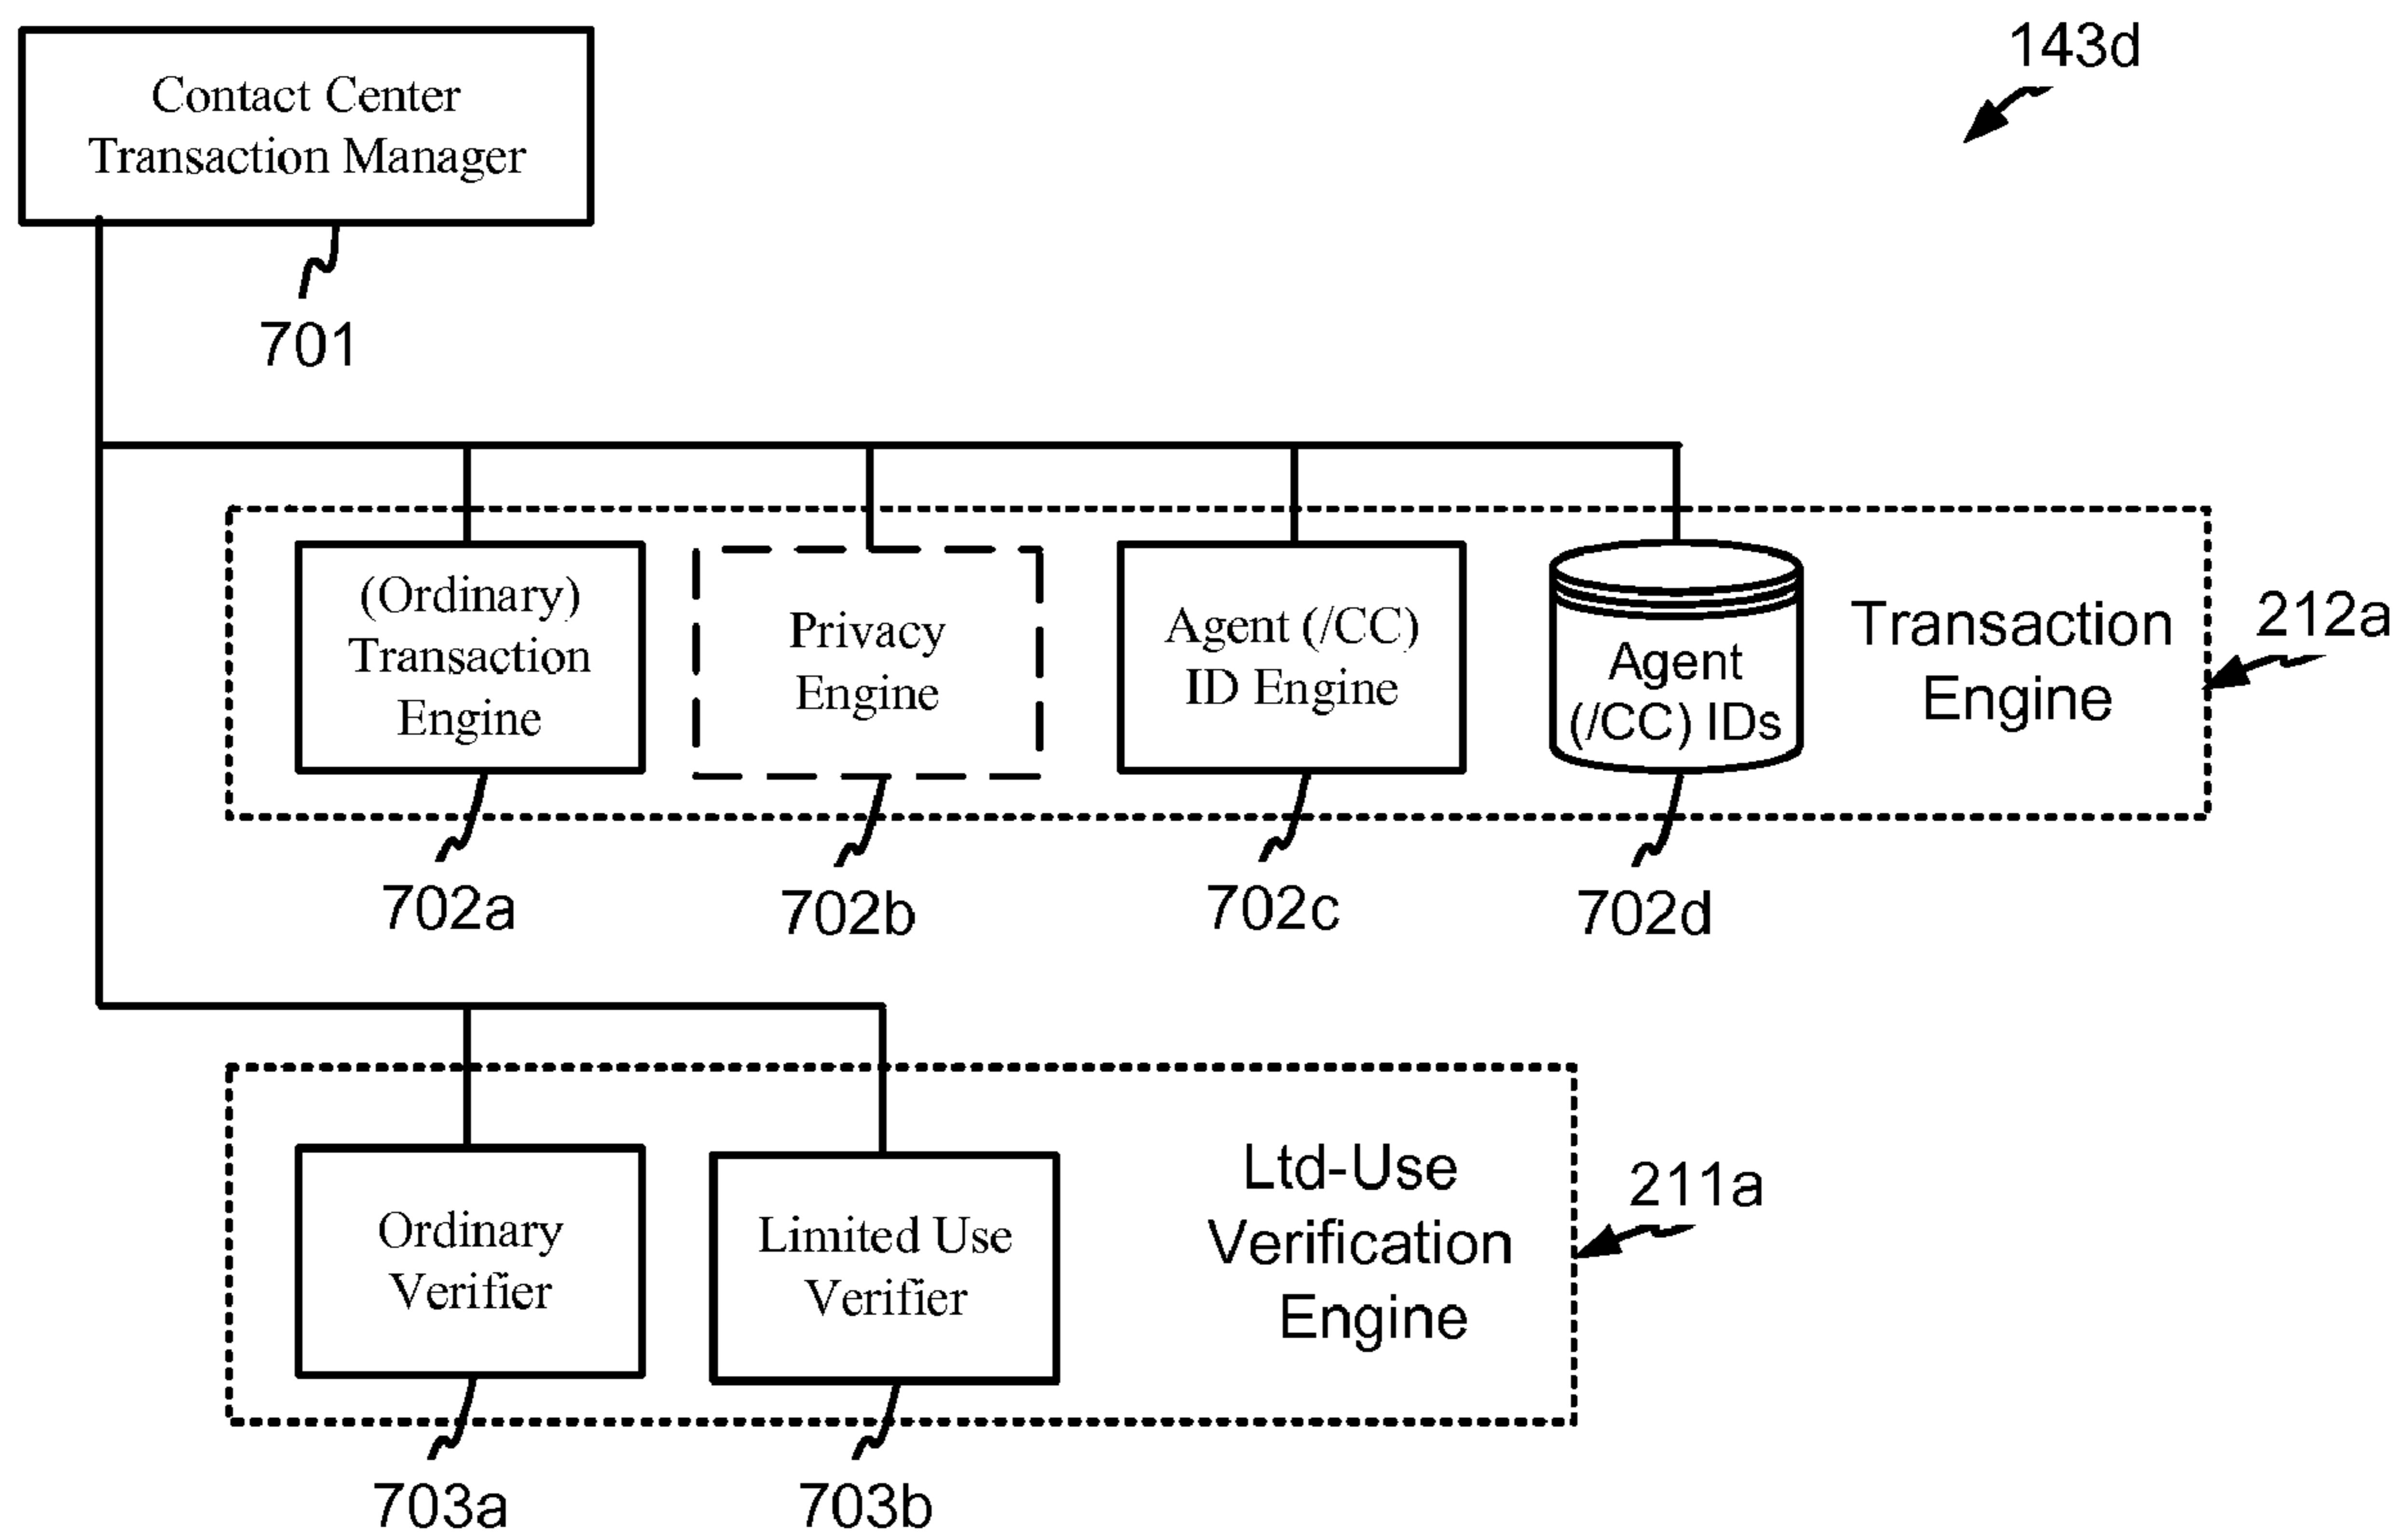 Contact Center
Transaction Manager
143d
701
(Ordinary)
Transaction
Engine
Privacy
Engine
Agent (/CC)
ID Engine
Agent
(/CC) IDs
Transaction
Engine
212a
702a
702b
702c
702d
Ordinary
Verifier
Limited Use
Verifier
Ltd-Use
Verification
Engine
211a
703a
703b